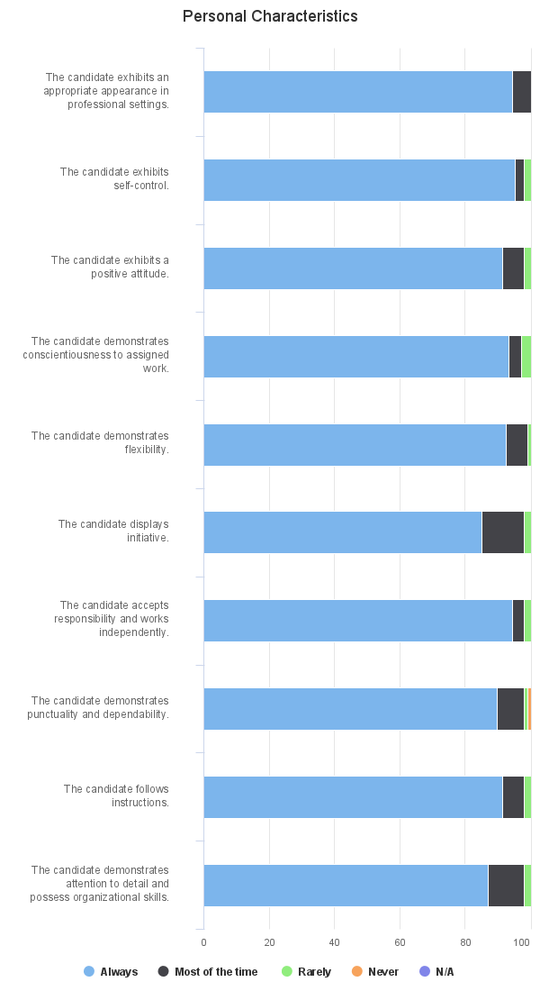 Personal Characteristics
The candidate exhibits an
appropriate appearance in
professional settings.
The candidate exhibits
self-control.
The candidate exhibits a
positive attitude.
The candidate demonstrates
conscientiousness to assigned
work.
The candidate demonstrates
flexibility.
The candidate displays
initiative.
The candidate accepts
responsibility and works
independently.
The candidate demonstrates
punctuality and dependability.
The candidate follows
instructions.
The candidate demonstrates
attention to detail and
possess organizational skills.
0 20 40 60 80 100
Always Most of the time Rarely Never N/A